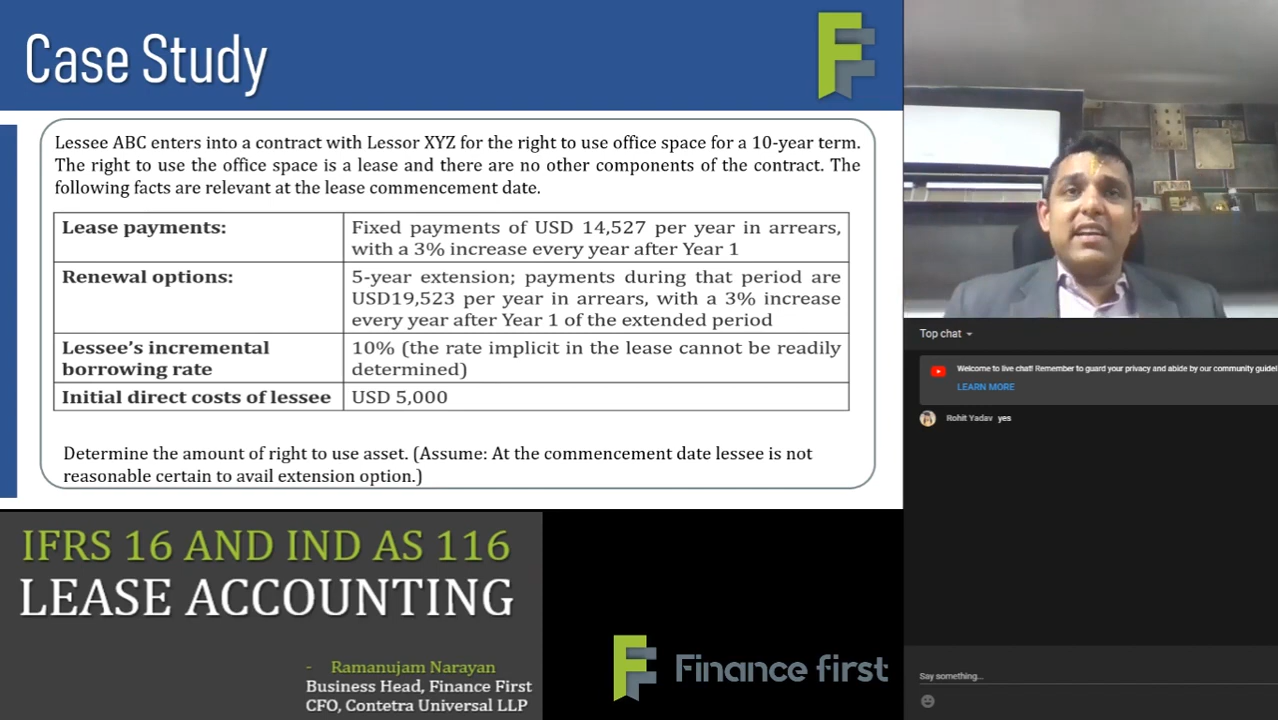 Case Study
Lessee ABC enters into a contract with Lessor XYZ for the right to use office space for a 10-year term.
The right to use the office space is a lease and there are no other components of the contract. The
following facts are relevant at the lease commencement date.
Lease payments:
Fixed payments of USD 14,527 per year in arrears,
with a 3% increase every year after Year 1
Renewal options:
5-year extension; payments during that period are
USD19,523 per year in arrears, with a 3% increase
every year after Year 1 of the extended period
Lessee's incremental
borrowing rate
10% (the rate implicit in the lease cannot be readily
determined)
Initial direct costs of lessee
USD 5,000
Determine the amount of right to use asset. (Assume: At the commencement date lessee is not
reasonable certain to avail extension option.)
IFRS 16 AND IND AS 116
LEASE ACCOUNTING
- Ramanujam Narayan
Business Head, Finance First
CFO, Contetra Universal LLP
Finance first
Top chat
Welcome to live chat! Remember to guard your privacy and abide by our community guidel
LEARN MORE
Rohit Yadav yes
Say something...